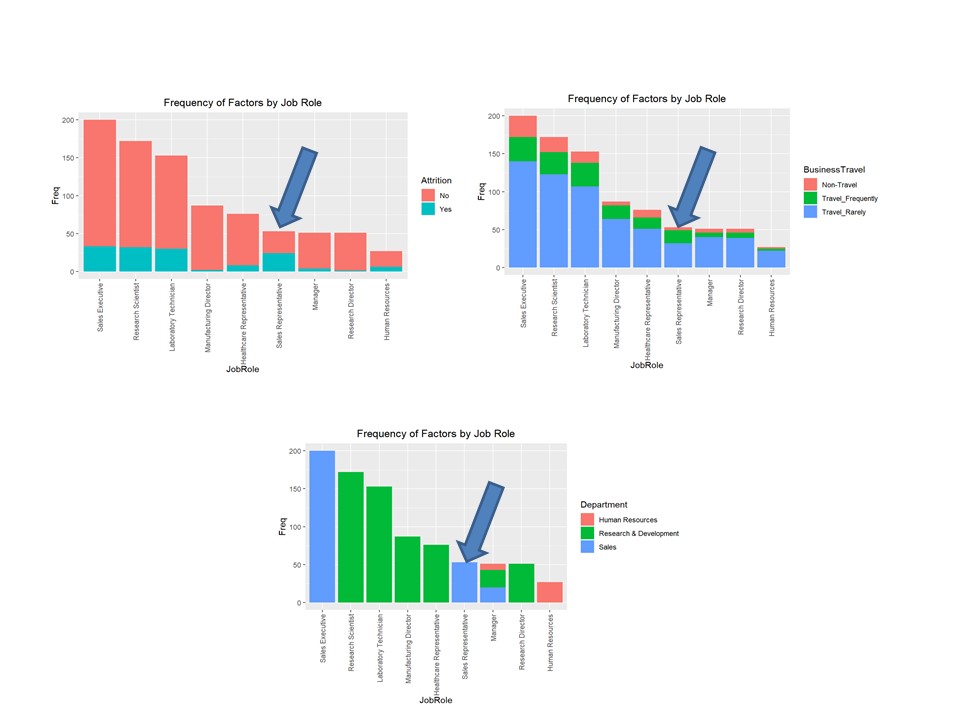 Frequency of Factors by Job Role
Freq
200
150
100
50
0
Sales Executive
Research Scientist
Laboratory Technician
Manufacturing Director
Healthcare Representative
Sales Representative
Manager
Research Director
Human Resources
JobRole
Attrition
No
Yes
Frequency of Factors by Job Role
Freq
200
150
100
50
0
Sales Executive
Research Scientist
Laboratory Technician
Manufacturing Director
Healthcare Representative
Sales Representative
Manager
Research Director
Human Resources
JobRole
BusinessTravel
Non-Travel
Travel_Frequently
Travel_Rarely
Frequency of Factors by Job Role
Freq
200
150
100
50
0
Sales Executive
Research Scientist
Laboratory Technician
Manufacturing Director
Healthcare Representative
Sales Representative
Manager
Research Director
Human Resources
JobRole
Department
Human Resources
Research & Development
Sales